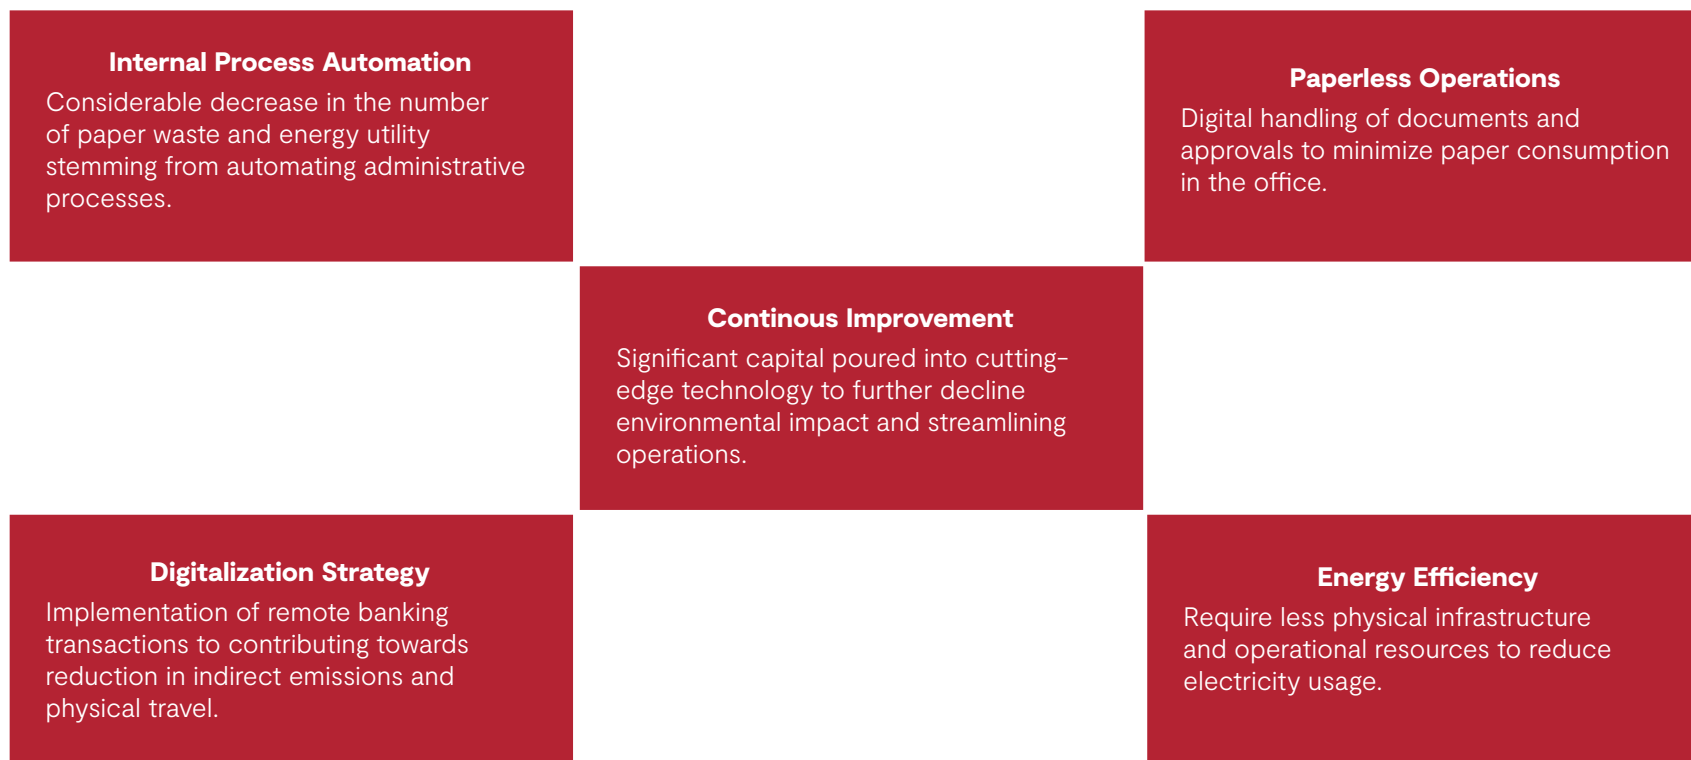 Internal Process Automation
Considerable decrease in the number
of paper waste and energy utility
stemming from automating administrative
processes.
Paperless Operations
Digital handling of documents and
approvals to minimize paper consumption
in the office.
Continous Improvement
Significant capital poured into cutting-
edge technology to further decline
environmental impact and streamlining
operations.
Digitalization Strategy
Implementation of remote banking
transactions to contributing towards
reduction in indirect emissions and
physical travel.
Energy Efficiency
Require less physical infrastructure
and operational resources to reduce
electricity usage.